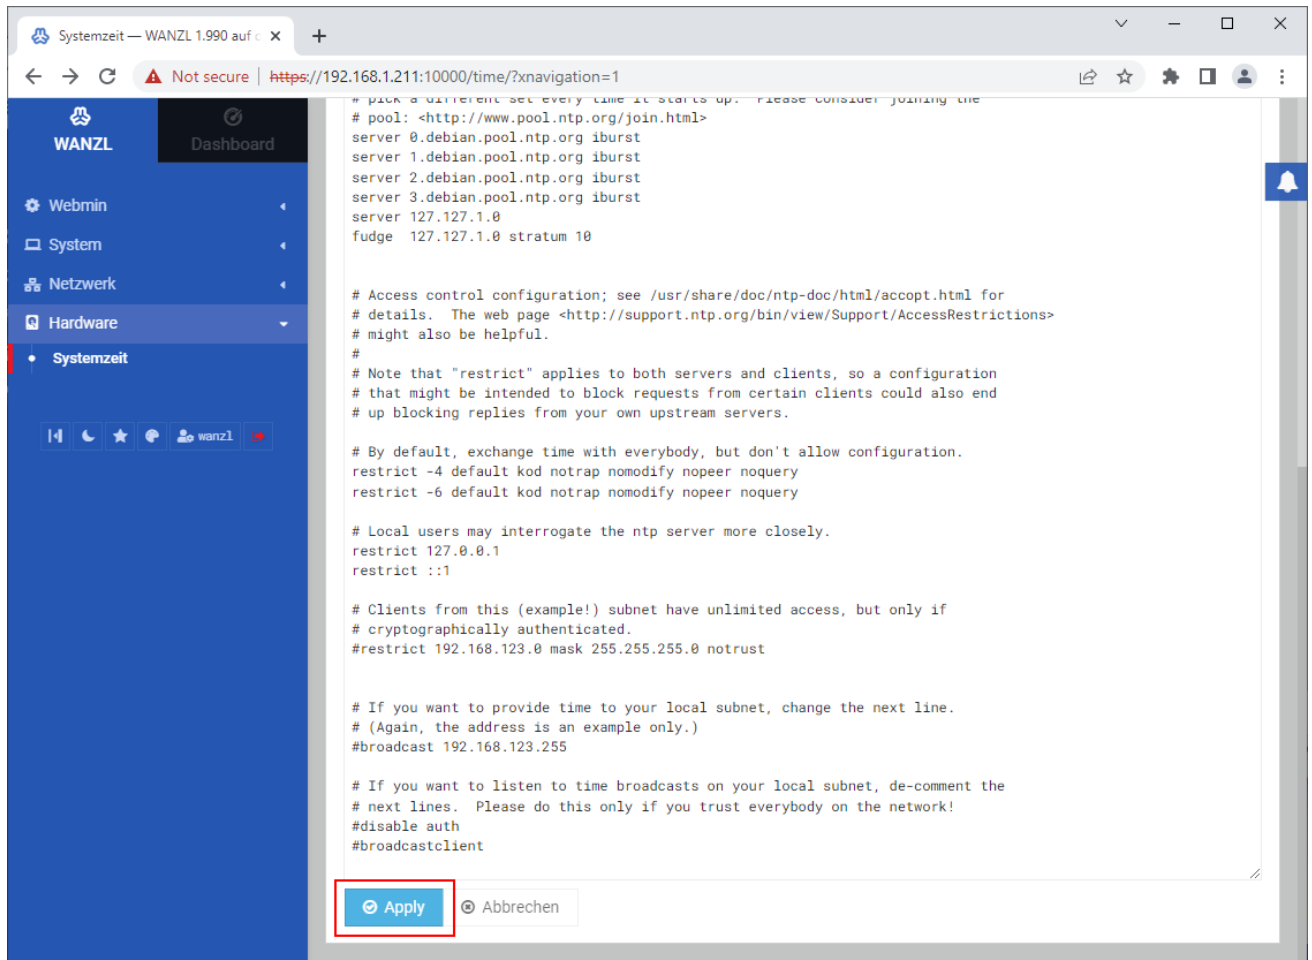 Systemzeit — WANZL 1.990 auf
Not secure | https://192.168.1.211:10000/time/?xnavigation=1
WANZL
Dashboard
Webmin
System
Netzwerk
Hardware
Systemzeit
wanzl
# pick a different set every time it starts up.  Please consider joining the
# pool: <http://www.pool.ntp.org/join.html>
server 0.debian.pool.ntp.org iburst
server 1.debian.pool.ntp.org iburst
server 2.debian.pool.ntp.org iburst
server 3.debian.pool.ntp.org iburst
server 127.127.1.0
fudge  127.127.1.0 stratum 10
# Access control configuration; see /usr/share/doc/ntp-doc/html/accopt.html for
# details.  The web page <http://support.ntp.org/bin/view/Support/AccessRestrictions>
# might also be helpful.
#
# Note that "restrict" applies to both servers and clients, so a configuration
# that might be intended to block requests from certain clients could also end
# up blocking replies from your own upstream servers.
# By default, exchange time with everybody, but don't allow configuration.
restrict -4 default kod notrap nomodify nopeer noquery
restrict -6 default kod notrap nomodify nopeer noquery
# Local users may interrogate the ntp server more closely.
restrict 127.0.0.1
restrict ::1
# Clients from this (example!) subnet have unlimited access, but only if
# cryptographically authenticated.
#restrict 192.168.123.0 mask 255.255.255.0 notrust
# If you want to provide time to your local subnet, change the next line.
# (Again, the address is an example only.)
#broadcast 192.168.123.255
# If you want to listen to time broadcasts on your local subnet, de-comment the
# next lines.  Please do this only if you trust everybody on the network!
#disable auth
#broadcastclient
Apply
Abbrechen